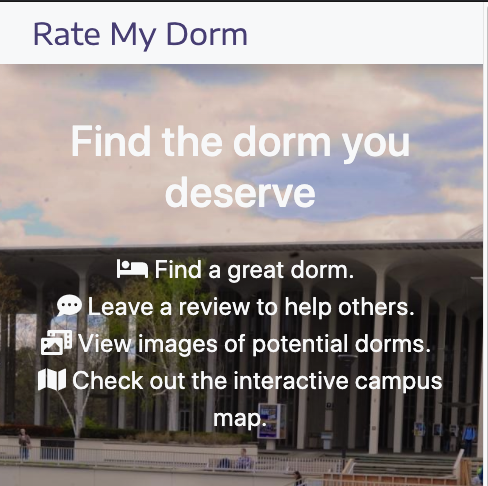 Rate My Dorm
Find the dorm you
deserve
Find a great dorm.
Leave a review to help others.
View images of potential dorms.
Check out the interactive campus
map.